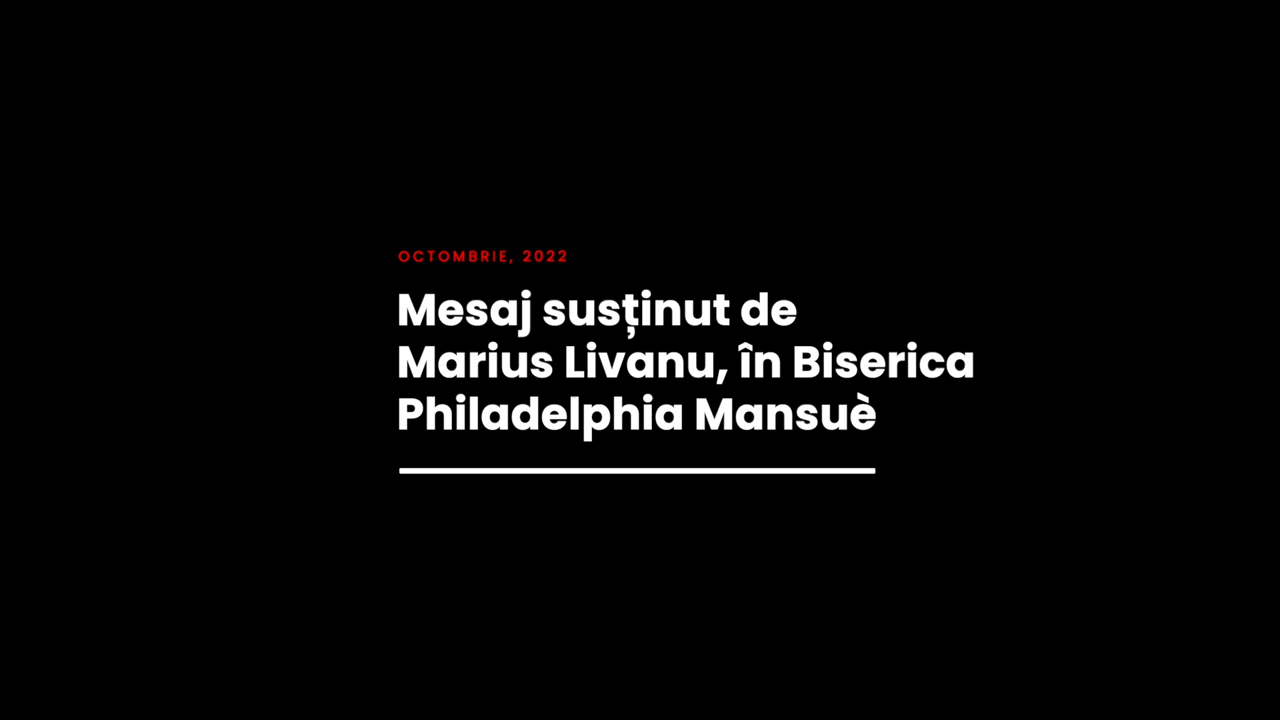 OCTOMBRIE, 2022
Mesaj susținut de
Marius Livanu, în Biserica
Philadelphia Mansuè